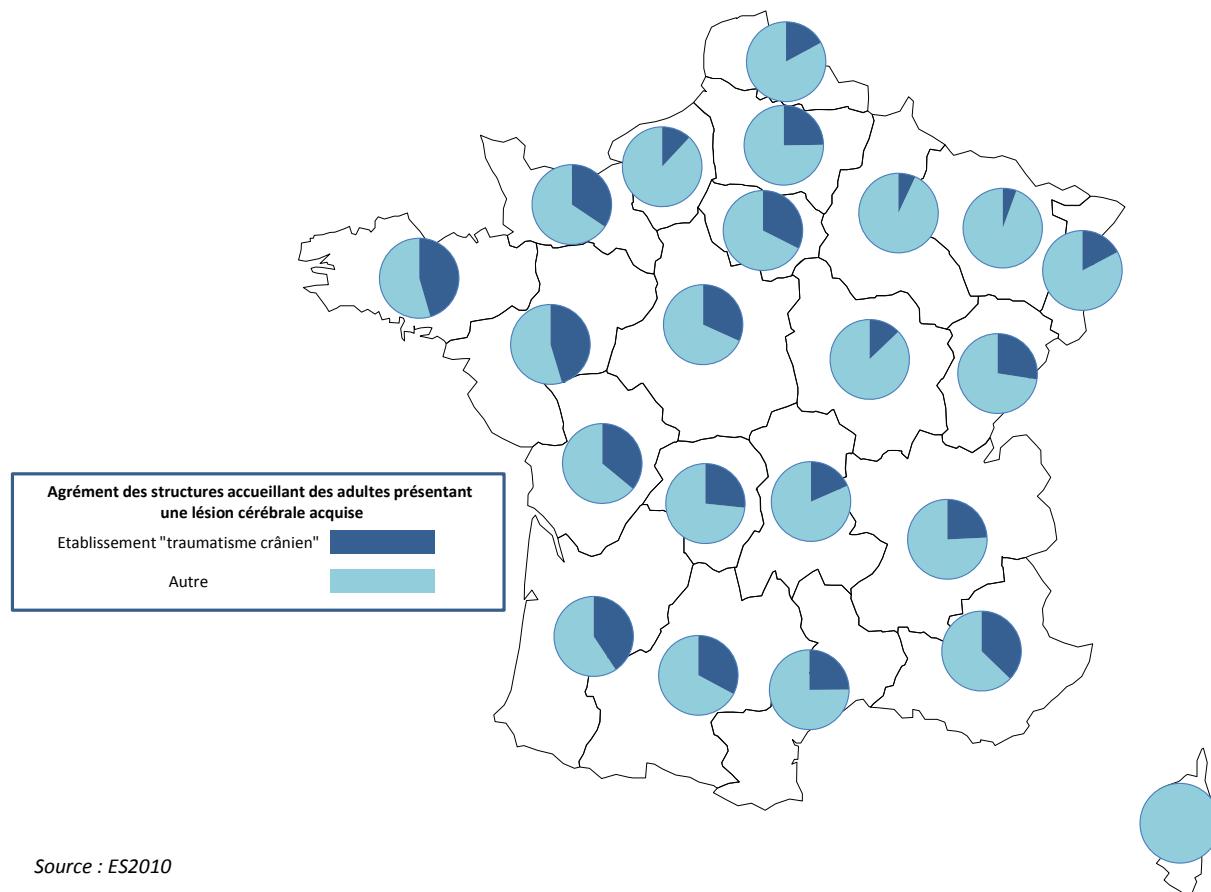 Agrément des structures accueillant des adultes présentant
une lésion cérébrale acquise
Etablissement "traumatisme crânien"
Autre
Source : ES2010